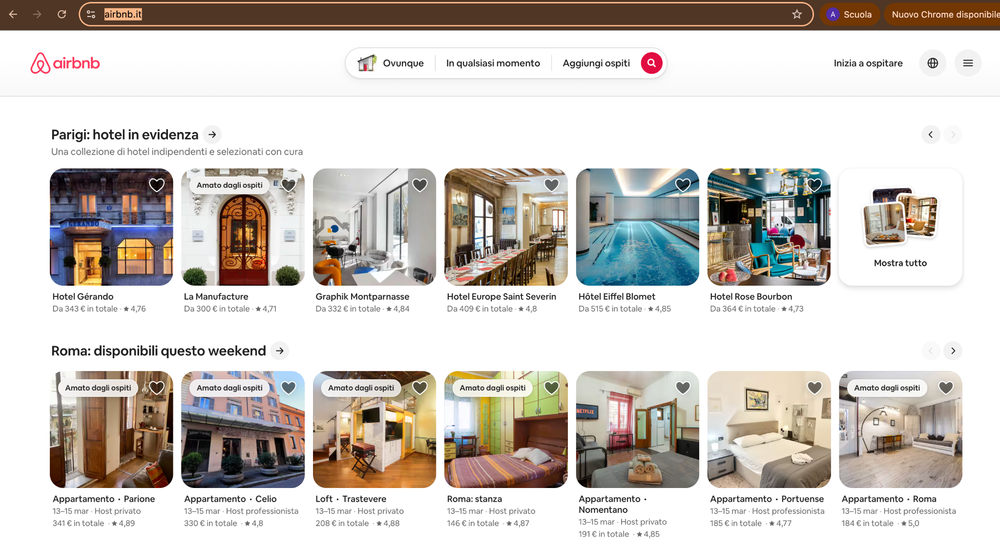 airbnb.it
Scuola
Nuovo Chrome disponibile
airbnb
Ovunque
In qualsiasi momento
Aggiungi ospiti
Inizia a ospitare
Parigi: hotel in evidenza
Una collezione di hotel indipendenti e selezionati con cura
Amato dagli ospiti
GERANDO HOTEL
Mostra tutto
Hotel Gérando
Da 343 € in totale · ★ 4,76
La Manufacture
Da 300 € in totale · ★ 4,71
Graphik Montparnasse
Da 332 € in totale · ★ 4,84
Hotel Europe Saint Severin
Da 409 € in totale · ★ 4,8
Hôtel Eiffel Blomet
Da 515 € in totale · ★ 4,85
Hotel Rose Bourbon
Da 364 € in totale · ★ 4,73
Roma: disponibili questo weekend
Amato dagli ospiti
Amato dagli ospiti
Amato dagli ospiti
Amato dagli ospiti
NETFLIX
Amato dagli ospiti
Appartamento · Parione
13–15 mar · Host privato
341 € in totale · ★ 4,89
Appartamento · Celio
13–15 mar · Host professionista
330 € in totale · ★ 4,8
Loft · Trastevere
13–15 mar · Host privato
208 € in totale · ★ 4,88
Roma: stanza
13–15 mar · Host privato
146 € in totale · ★ 4,87
Appartamento ·
Nomentano
13–15 mar · Host privato
191 € in totale · ★ 4,85
Appartamento · Portuense
13–15 mar · Host professionista
185 € in totale · ★ 4,77
Appartamento · Roma
13–15 mar · Host professionista
184 € in totale · ★ 5,0